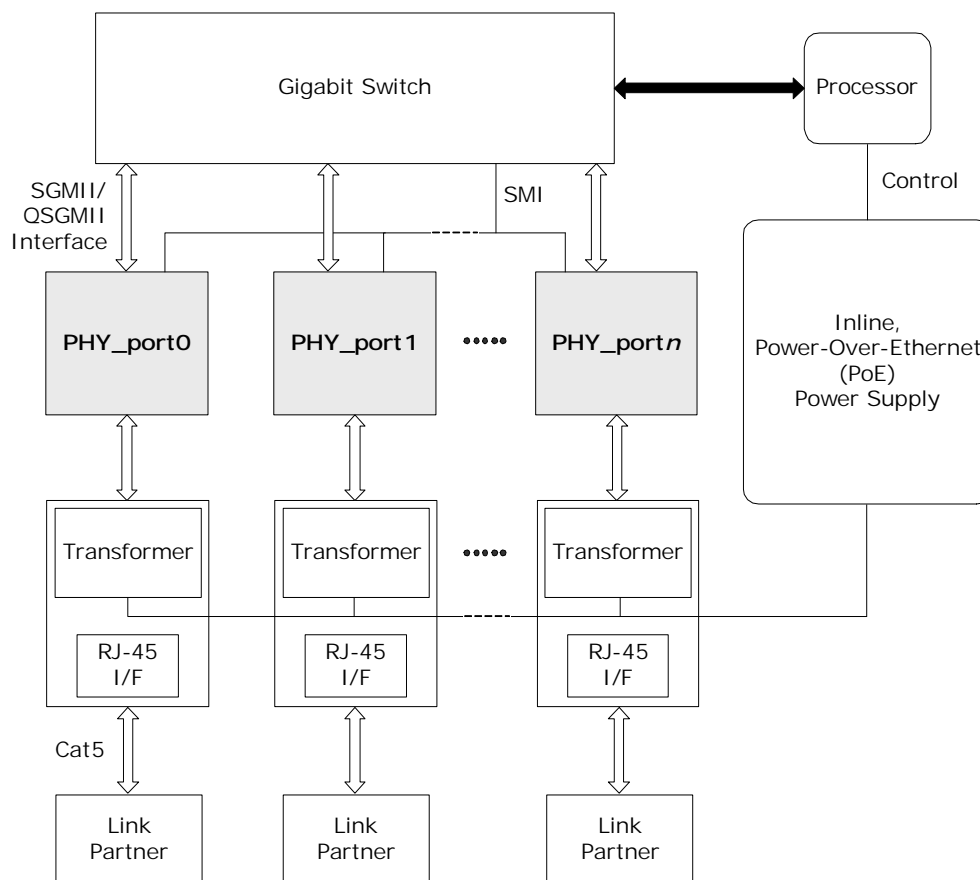 Gigabit Switch
Processor
SGMII/
QSGMII
Interface
SMI
Control
PHY_port0
PHY_port1
PHY_portn
Inline,
Power-Over-Ethernet
(PoE)
Power Supply
Transformer
Transformer
Transformer
RJ-45
I/F
RJ-45
I/F
RJ-45
I/F
Cat5
Link
Partner
Link
Partner
Link
Partner